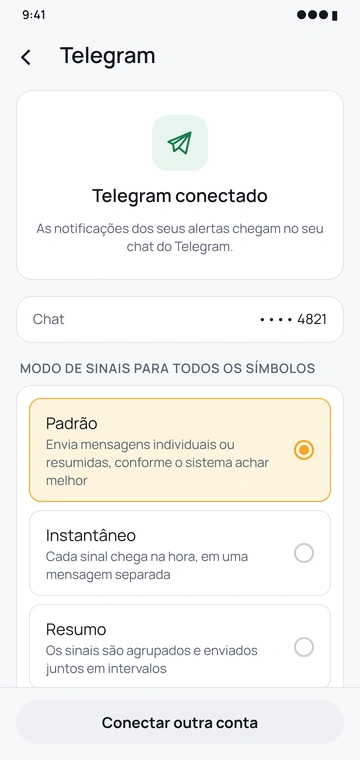 9:41
Telegram
Telegram conectado
As notificações dos seus alertas chegam no seu
chat do Telegram.
Chat
•••• 4821
MODO DE SINAIS PARA TODOS OS SÍMBOLOS
Padrão
Envia mensagens individuais ou
resumidas, conforme o sistema achar
melhor
Instantâneo
Cada sinal chega na hora, em uma
mensagem separada
Resumo
Os sinais são agrupados e enviados
juntos em intervalos
Conectar outra conta